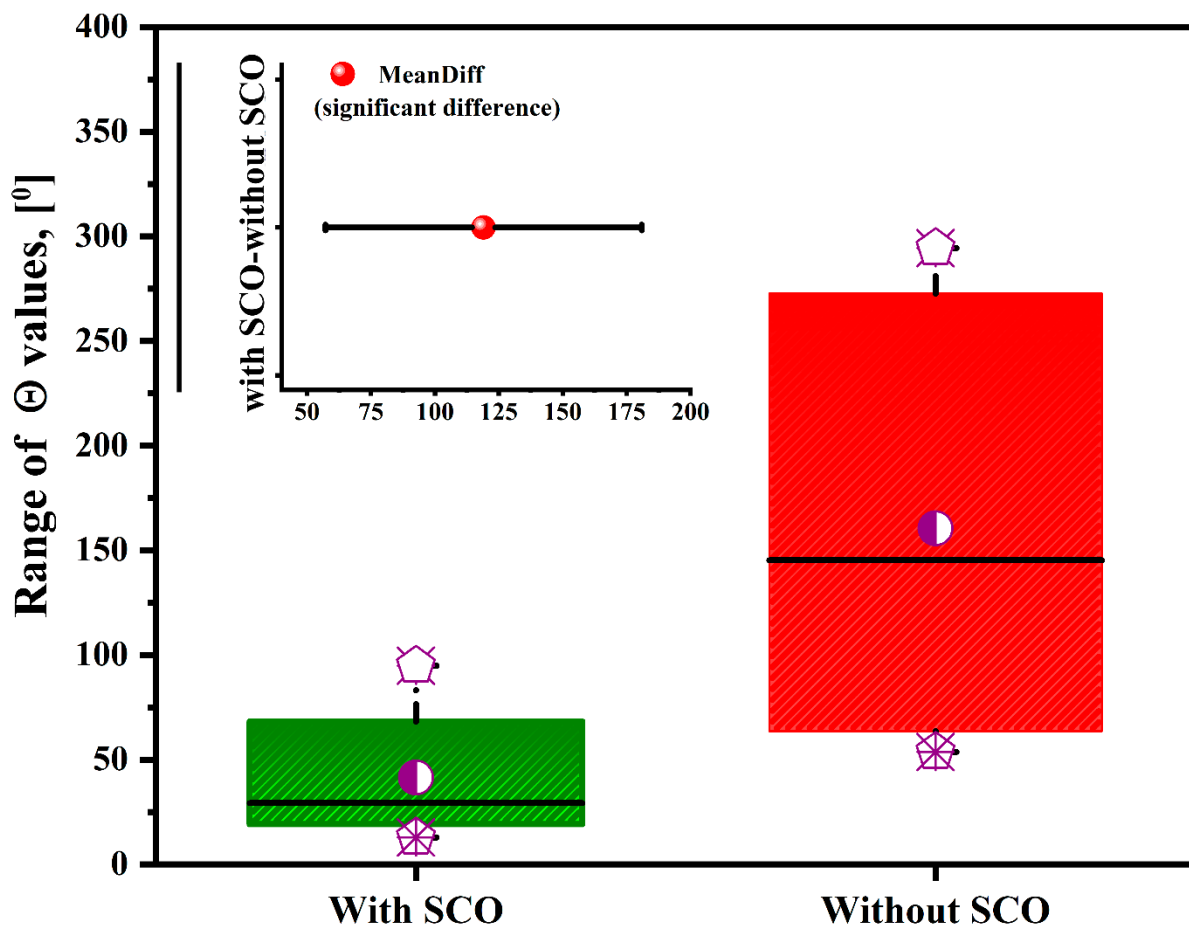 Range of Θ values, [⁰]
400
350
300
250
200
150
100
50
0
with SCO-without SCO
MeanDiff
(significant difference)
50 75 100 125 150 175 200
With SCO Without SCO